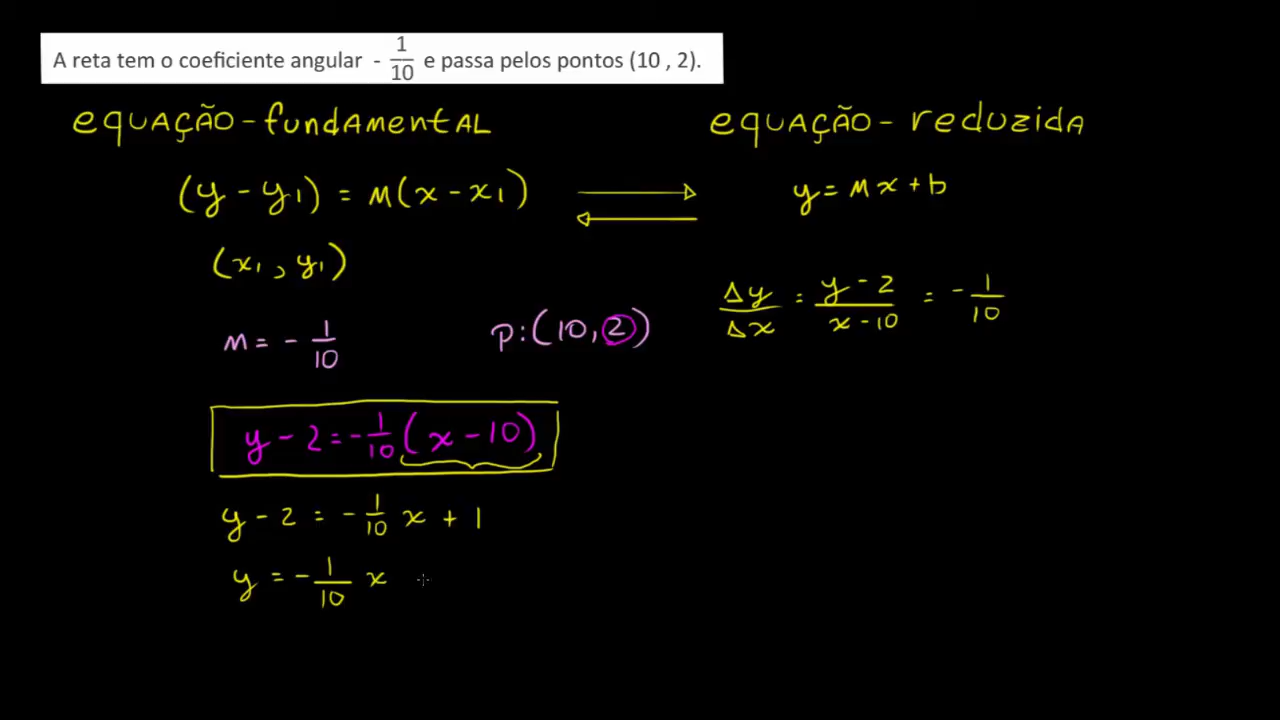 A reta tem o coeficiente angular - 1/10 e passa pelos pontos (10 , 2).
equação-fundamental
equação-reduzida
(y - y1) = m(x - x1)
y = mx + b
(x1, y1)
Δy/Δx = y - 2/x - 10 = - 1/10
m = - 1/10
p:(10,2)
y - 2 = - 1/10 (x - 10)
y - 2 = - 1/10 x + 1
y = - 1/10 x